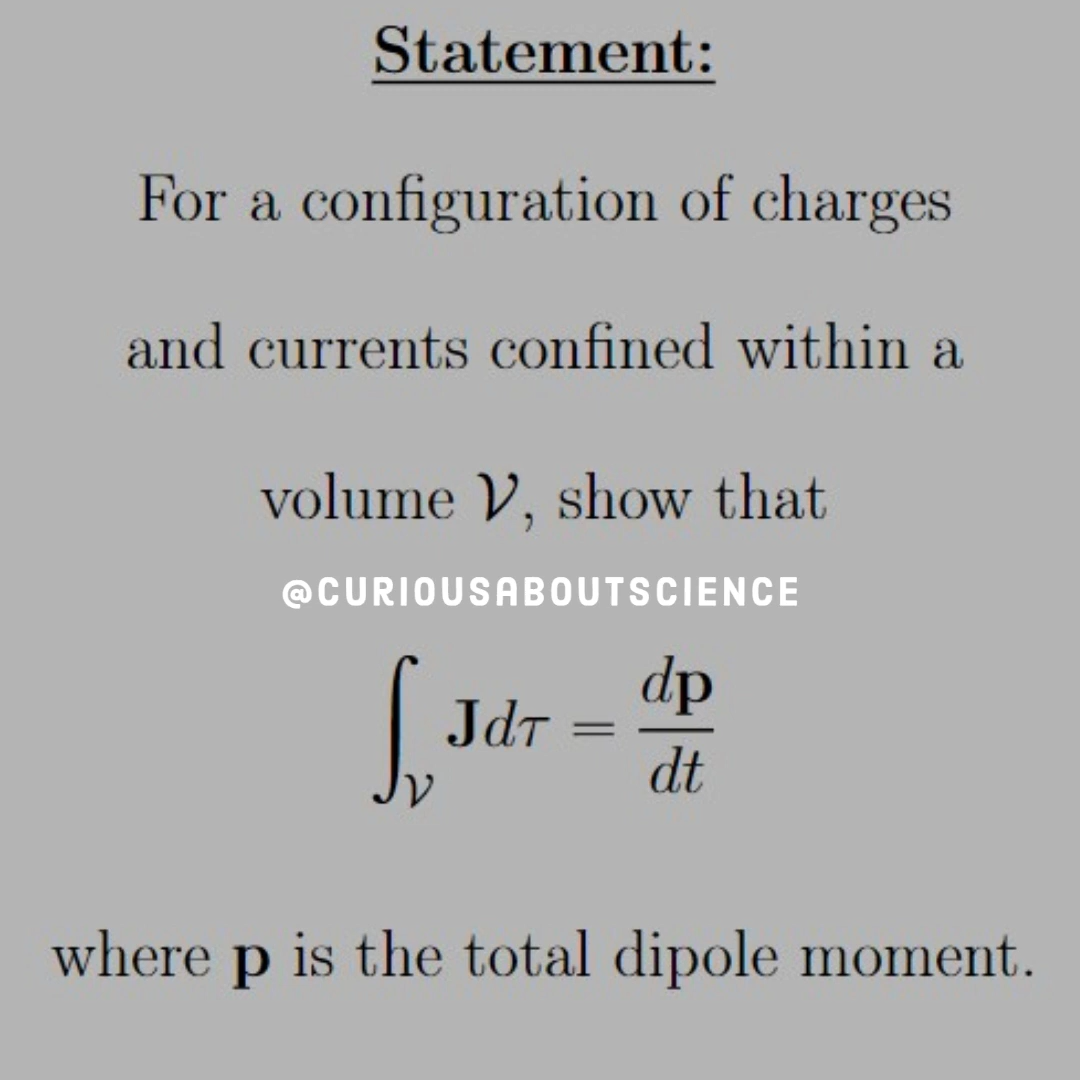 Statement:
For a configuration of charges
and currents confined within a
volume 𝒱, show that
@CURIOUSABOUTSCIENCE
∫_𝒱 J dτ = dp/dt
where p is the total dipole moment.